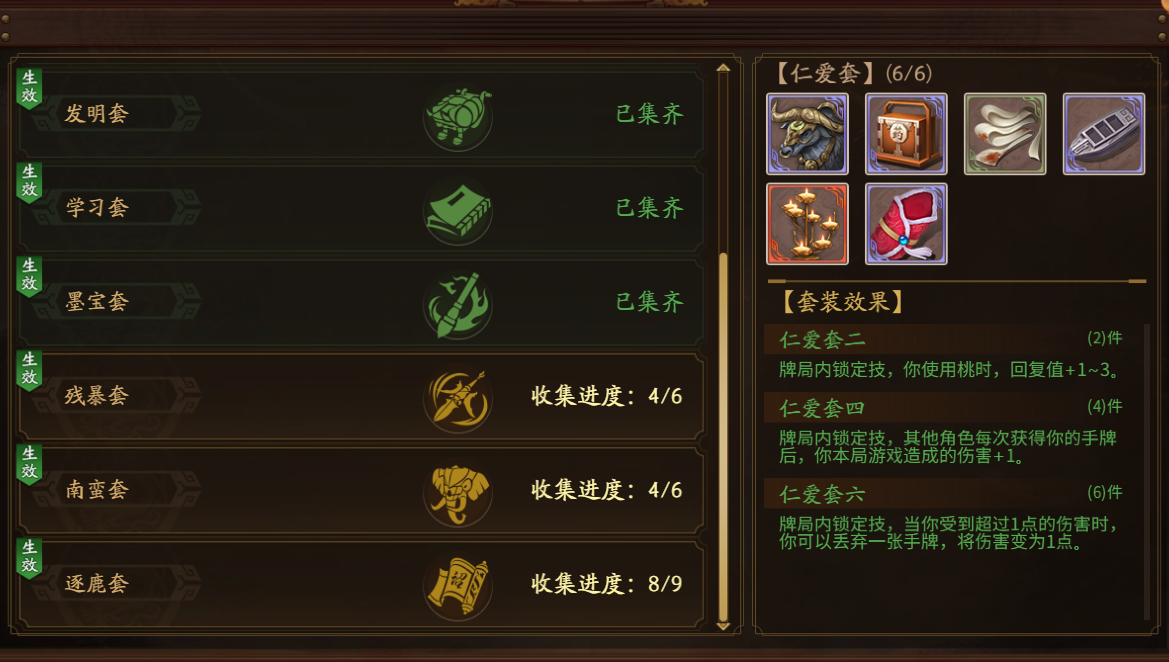 生效
发明套
已集齐
生效
学习套
已集齐
生效
墨宝套
已集齐
生效
残暴套
收集进度：4/6
生效
南蛮套
收集进度：4/6
生效
逐鹿套
诏
收集进度：8/9
【仁爱套】(6/6)
药
【套装效果】
仁爱套二 (2)件
牌局内锁定技，你使用桃时，回复值+1~3。
仁爱套四 (4)件
牌局内锁定技，其他角色每次获得你的手牌
后，你本局游戏造成的伤害+1。
仁爱套六 (6)件
牌局内锁定技，当你受到超过1点的伤害时，
你可以丢弃一张手牌，将伤害变为1点。